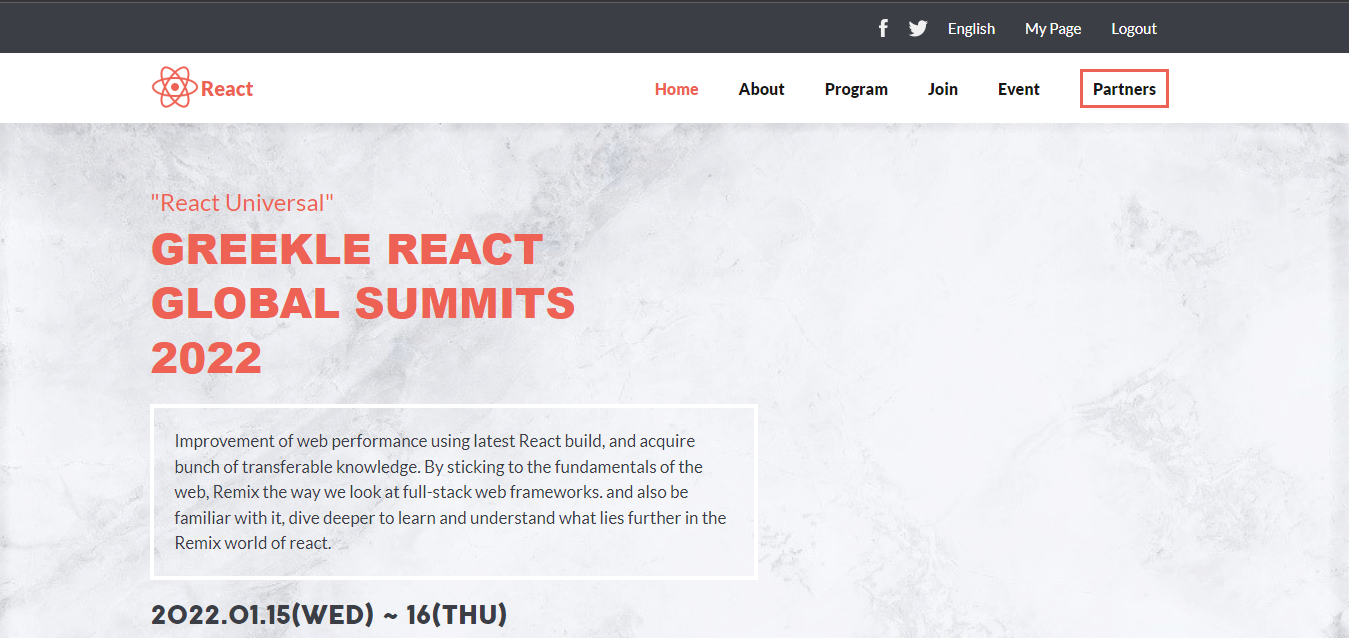 English My Page Logout
React
Home About Program Join Event Partners
"React Universal"
GREEKLE REACT
GLOBAL SUMMITS
2022
Improvement of web performance using latest React build, and acquire
bunch of transferable knowledge. By sticking to the fundamentals of the
web, Remix the way we look at full-stack web frameworks. and also be
familiar with it, dive deeper to learn and understand what lies further in the
Remix world of react.
2022.01.15(WED) ~ 16(THU)